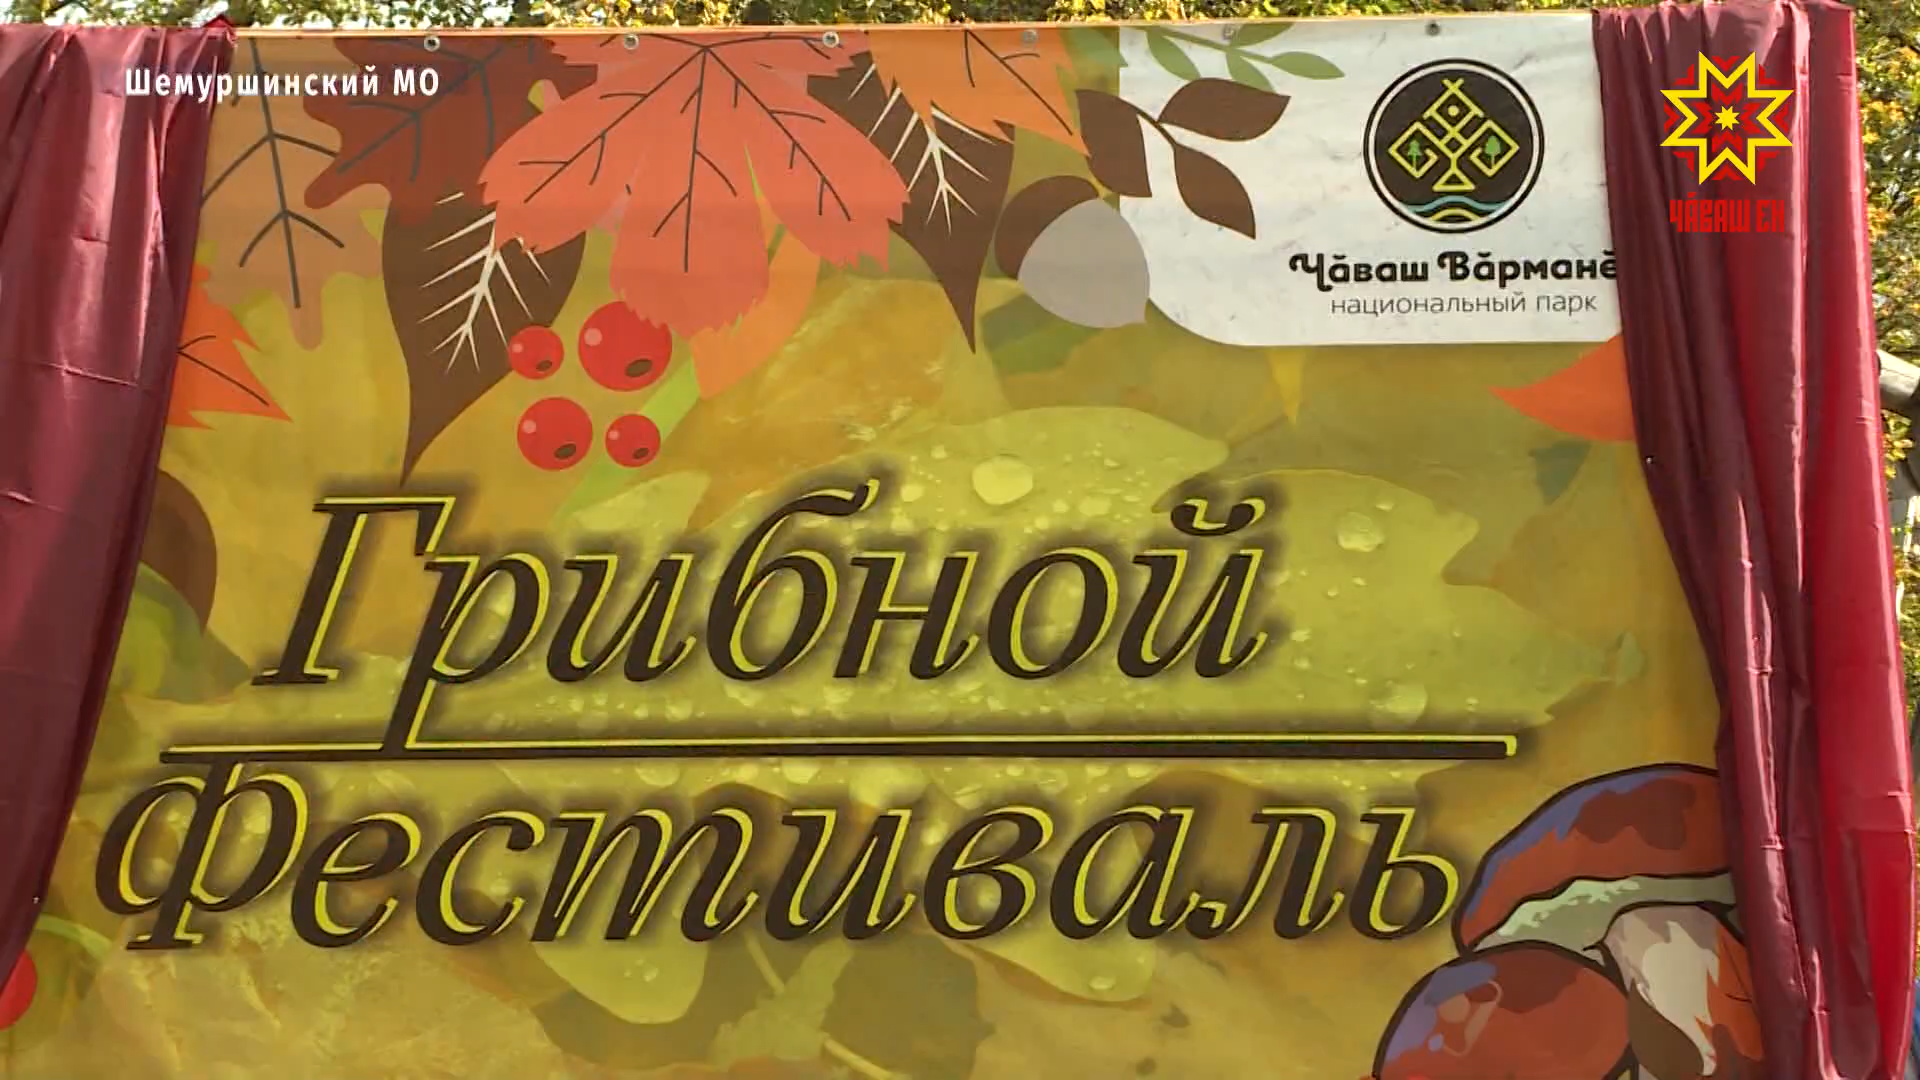 Шемуршинский МО
ЧӐВАШ ЕН
Чӑваш Вӑрманӗ
национальный парк
Грибной
фестиваль